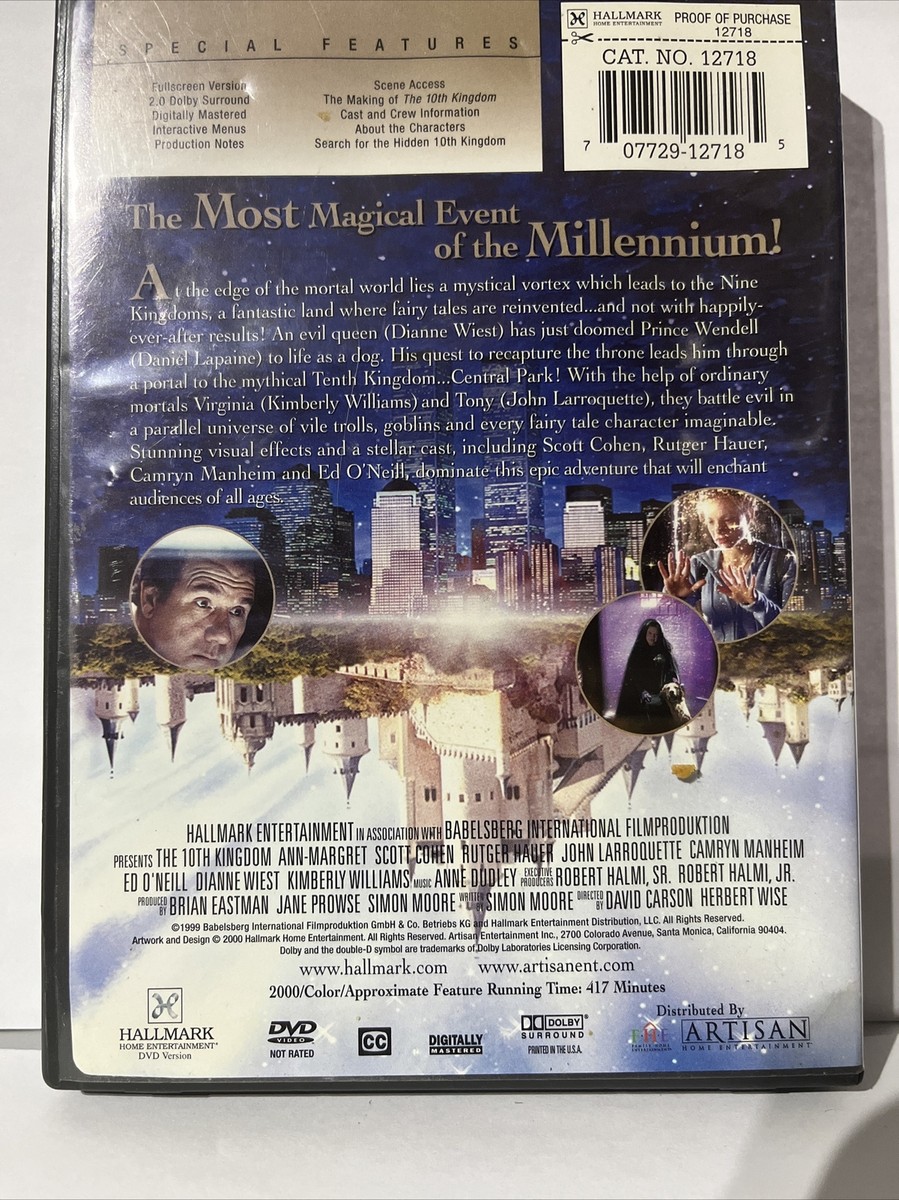 SPECIAL FEATURES
Fullscreen Version
2.0 Dolby Surround
Digitally Mastered
Interactive Menus
Production Notes
Scene Access
The Making of The 10th Kingdom
Cast and Crew Information
About the Characters
Search for the Hidden 10th Kingdom
HALLMARK
HOME ENTERTAINMENT
PROOF OF PURCHASE
12718
CAT. NO. 12718
7 07729-12718 5
The Most Magical Event
of the Millennium!
At the edge of the mortal world lies a mystical vortex which leads to the Nine
Kingdoms, a fantastic land where fairy tales are reinvented...and not with happily-
ever-after results! An evil queen (Dianne Wiest) has just doomed Prince Wendell
(Daniel Lapaine) to life as a dog. His quest to recapture the throne leads him through
a portal to the mythical Tenth Kingdom...Central Park! With the help of ordinary
mortals Virginia (Kimberly Williams) and Tony (John Larroquette), they battle evil in
a parallel universe of vile trolls, goblins and every fairy tale character imaginable.
Stunning visual effects and a stellar cast, including Scott Cohen, Rutger Hauer,
Camryn Manheim and Ed O'Neill, dominate this epic adventure that will enchant
audiences of all ages.
HALLMARK ENTERTAINMENT IN ASSOCIATION WITH BABELSBERG INTERNATIONAL FILMPRODUKTION
PRESENTS THE 10TH KINGDOM ANN-MARGRET SCOTT COHEN RUTGER HAUER JOHN LARROQUETTE CAMRYN MANHEIM
ED O'NEILL DIANNE WIEST KIMBERLY WILLIAMS MUSIC ANNE DUDLEY EXECUTIVE PRODUCERS ROBERT HALMI, SR. ROBERT HALMI, JR.
PRODUCED BY BRIAN EASTMAN JANE PROWSE SIMON MOORE WRITTEN BY SIMON MOORE DIRECTED BY DAVID CARSON HERBERT WISE
©1999 Babelsberg International Filmproduktion GmbH & Co. Betriebs KG and Hallmark Entertainment Distribution, LLC. All Rights Reserved.
Artwork and Design © 2000 Hallmark Home Entertainment. All Rights Reserved. Artisan Entertainment Inc., 2700 Colorado Avenue, Santa Monica, California 90404.
Dolby and the double-D symbol are trademarks of Dolby Laboratories Licensing Corporation.
www.hallmark.com www.artisanent.com
2000/Color/Approximate Feature Running Time: 417 Minutes
HALLMARK
HOME ENTERTAINMENT
DVD Version
DVD
VIDEO
NOT RATED
CC
DIGITALLY
MASTERED
DOLBY
SURROUND
PRINTED IN THE U.S.A.
Distributed By
FHE
FAMILY HOME
ENTERTAINMENT
ARTISAN
HOME ENTERTAINMENT